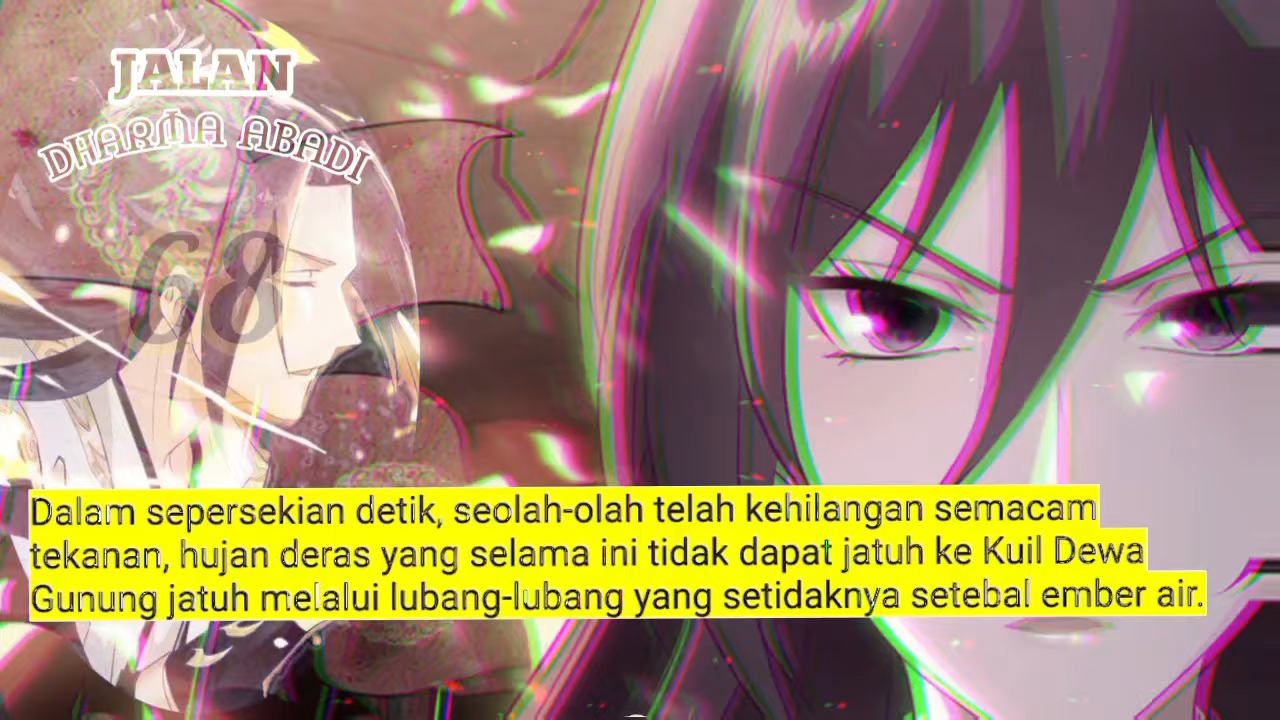 JALAN
DHARMA ABADI
68
Dalam sepersekian detik, seolah-olah telah kehilangan semacam
tekanan, hujan deras yang selama ini tidak dapat jatuh ke Kuil Dewa
Gunung jatuh melalui lubang-lubang yang setidaknya setebal ember air.